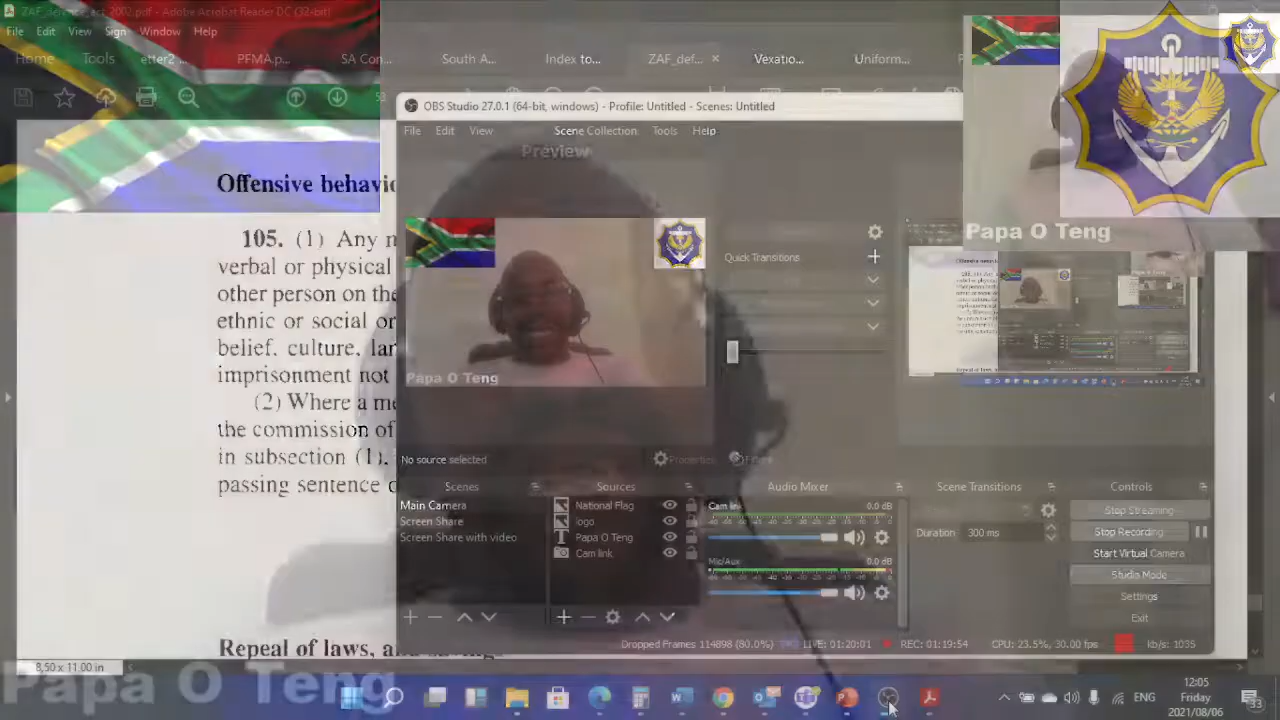 ZAF_defence_act_2002.pdf - Adobe Acrobat Reader DC (32-bit)
File Edit View Sign Window Help
Home Tools etter2 PFMA.p... SA Con... South A... Index to... ZAF_def... × Vexatio... Uniform...
OBS Studio 27.0.1 (64-bit, windows) - Profile: Untitled - Scenes: Untitled
File Edit View Scene Collection Tools Help
Preview
Offensive behavio
105. (1) Any m
verbal or physical
other person on the
ethnic or social or
belief, culture, lan
imprisonment not
(2) Where a me
the commission of
in subsection (1),
passing sentence o
Repeal of laws, and savings
Quick Transitions
Papa O Teng
Papa O Teng
No source selected Properties Filters
Scenes Sources Audio Mixer Scene Transitions Controls
Main Camera
Screen Share
Screen Share with video
National Flag
logo
Papa O Teng
Cam link
Cam link 0.0 dB
Mic/Aux 0.0 dB
Duration 300 ms
Stop Streaming
Stop Recording
Start Virtual Camera
Studio Mode
Settings
Exit
Dropped Frames 114898 (80.0%) LIVE: 01:20:01 REC: 01:19:54 CPU: 23.5%, 30.00 fps kb/s: 1035
8,50 x 11.00 in
Papa O Teng
ENG
12:05
Friday
2021/08/06
33